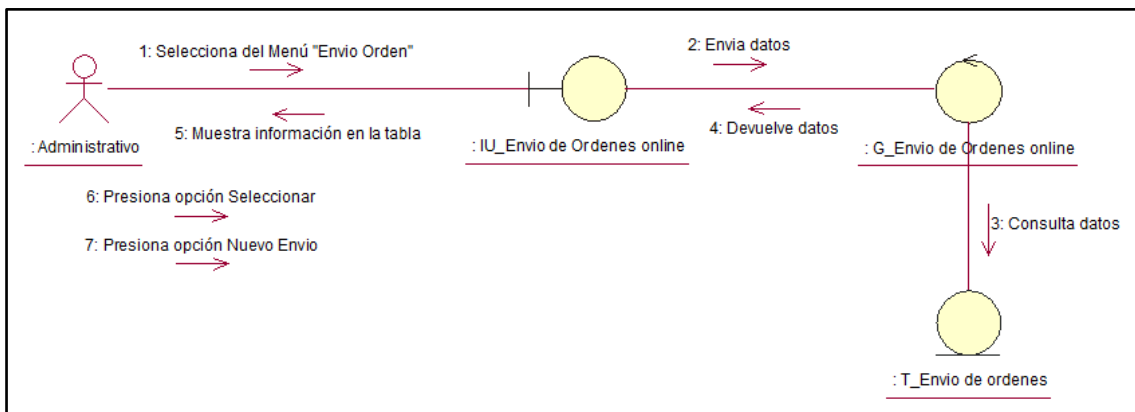 1: Selecciona del Menú "Envio Orden"
2: Envia datos
5: Muestra información en la tabla
4: Devuelve datos
: Administrativo
: IU_Envio de Ordenes online
: G_Envio de Ordenes online
6: Presiona opción Seleccionar
3: Consulta datos
7: Presiona opción Nuevo Envio
: T_Envio de ordenes